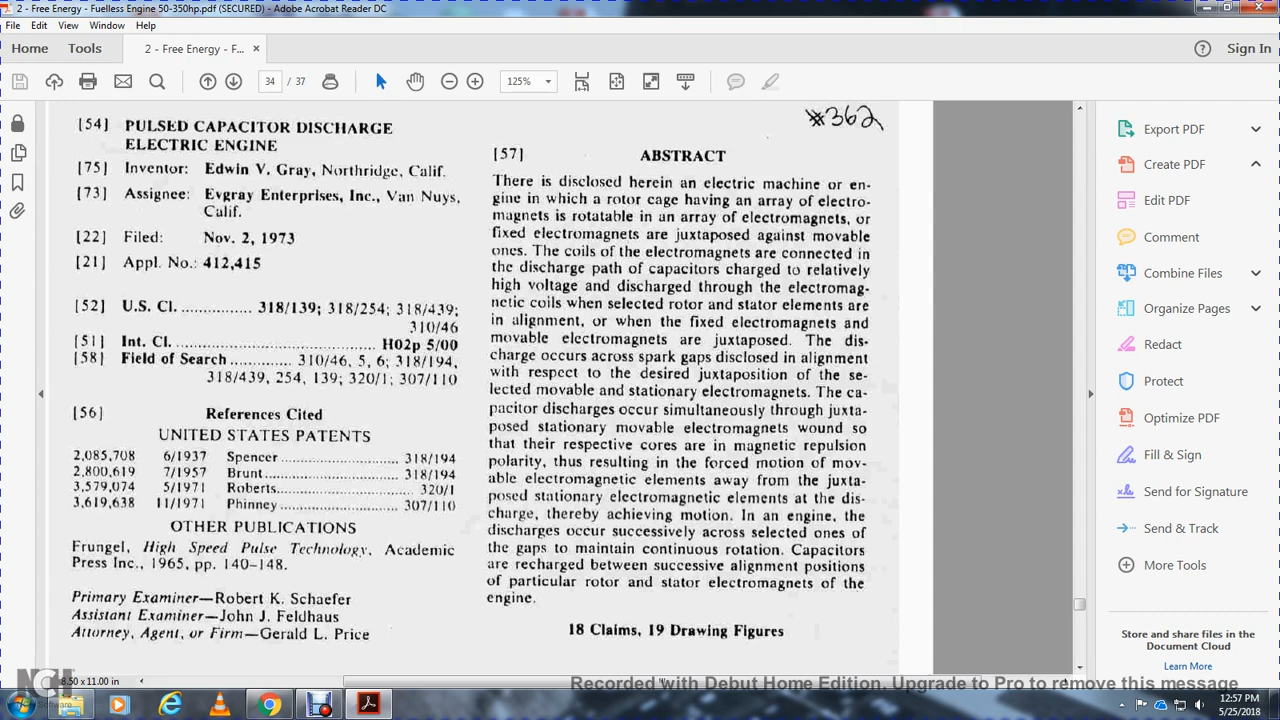 2 - Free Energy - Fueless Engine 50-350hp.pdf (SECURED) - Adobe Acrobat Reader DC
File Edit View Window Help
Home Tools 2 - Free Energy - F... × Sign In
34 / 37 125%
#362
[54] PULSED CAPACITOR DISCHARGE
ELECTRIC ENGINE
[75] Inventor: Edwin V. Gray, Northridge, Calif.
[73] Assignee: Evgray Enterprises, Inc., Van Nuys,
Calif.
[22] Filed: Nov. 2, 1973
[21] Appl. No.: 412,415
[52] U.S. Cl. ................ 318/139; 318/254; 318/439;
310/46
[51] Int. Cl. ........................................ H02p 5/00
[58] Field of Search ............. 310/46, 5, 6; 318/194,
318/439, 254, 139; 320/1; 307/110
[56] References Cited
UNITED STATES PATENTS
2,085,708 6/1937 Spencer .............................. 318/194
2,800,619 7/1957 Brunt ................................. 318/194
3,579,074 5/1971 Roberts............................... 320/1
3,619,638 11/1971 Phinney .............................. 307/110
OTHER PUBLICATIONS
Frungel, High Speed Pulse Technology, Academic
Press Inc., 1965, pp. 140-148.
Primary Examiner—Robert K. Schaefer
Assistant Examiner—John J. Feldhaus
Attorney, Agent, or Firm—Gerald L. Price
[57] ABSTRACT
There is disclosed herein an electric machine or en-
gine in which a rotor cage having an array of electro-
magnets is rotatable in an array of electromagnets, or
fixed electromagnets are juxtaposed against movable
ones. The coils of the electromagnets are connected in
the discharge path of capacitors charged to relatively
high voltage and discharged through the electromag-
netic coils when selected rotor and stator elements are
in alignment, or when the fixed electromagnets and
movable electromagnets are juxtaposed. The dis-
charge occurs across spark gaps disclosed in alignment
with respect to the desired juxtaposition of the se-
lected movable and stationary electromagnets. The ca-
pacitor discharges occur simultaneously through juxta-
posed stationary movable electromagnets wound so
that their respective cores are in magnetic repulsion
polarity, thus resulting in the forced motion of mov-
able electromagnetic elements away from the juxta-
posed stationary electromagnetic elements at the dis-
charge, thereby achieving motion. In an engine, the
discharges occur successively across selected ones of
the gaps to maintain continuous rotation. Capacitors
are recharged between successive alignment positions
of particular rotor and stator electromagnets of the
engine.
18 Claims, 19 Drawing Figures
Export PDF
Create PDF
Edit PDF
Comment
Combine Files
Organize Pages
Redact
Protect
Optimize PDF
Fill & Sign
Send for Signature
Send & Track
More Tools
Store and share files in the
Document Cloud
Learn More
8.50 x 11.00 in
NCH
Software
Recorded with Debut Home Edition. Upgrade to Pro to remove this message
12:57 PM
5/25/2018